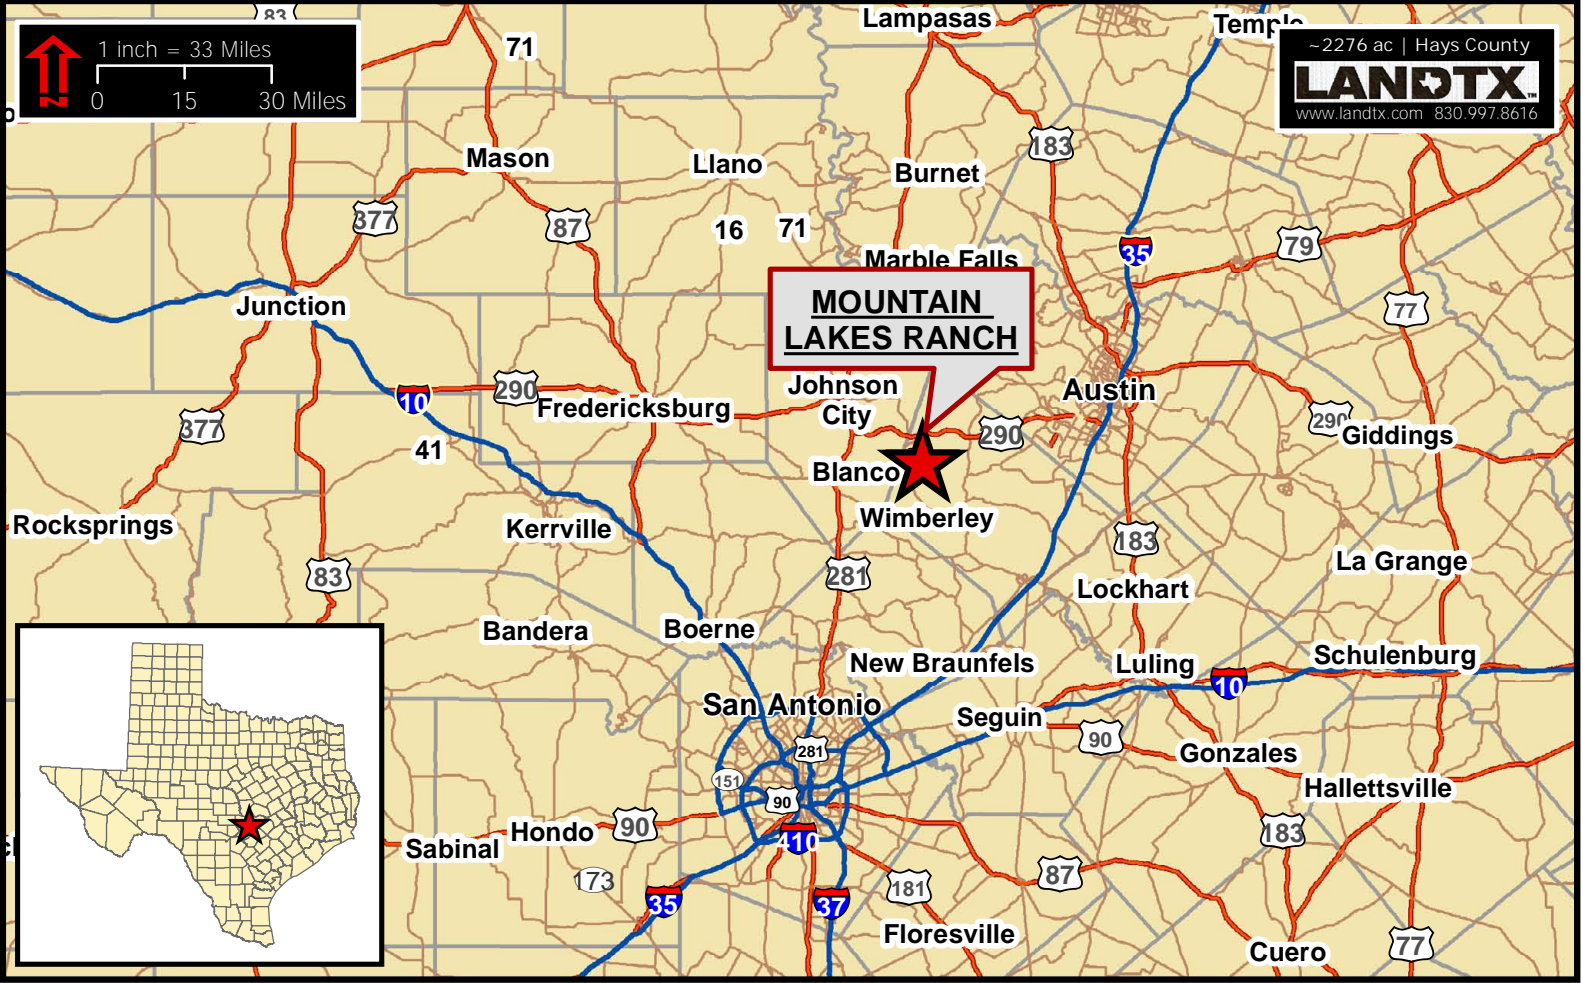 83
71
Lampasas
Temple
1 inch = 33 Miles
0 15 30 Miles
N
~2276 ac | Hays County
LANDTX
www.landtx.com 830.997.8616
183
Mason
Llano
Burnet
377
87
16
71
35
79
Marble Falls
Junction
MOUNTAIN
LAKES RANCH
77
10
290
Fredericksburg
Johnson
City
Austin
377
41
290
290
Giddings
Blanco
Rocksprings
Kerrville
Wimberley
183
83
281
La Grange
Lockhart
Bandera
Boerne
New Braunfels
Luling
Schulenburg
10
San Antonio
Seguin
281
90
Gonzales
151
90
Hallettsville
Sabinal
Hondo
90
410
183
173
35
37
181
87
Floresville
Cuero
77